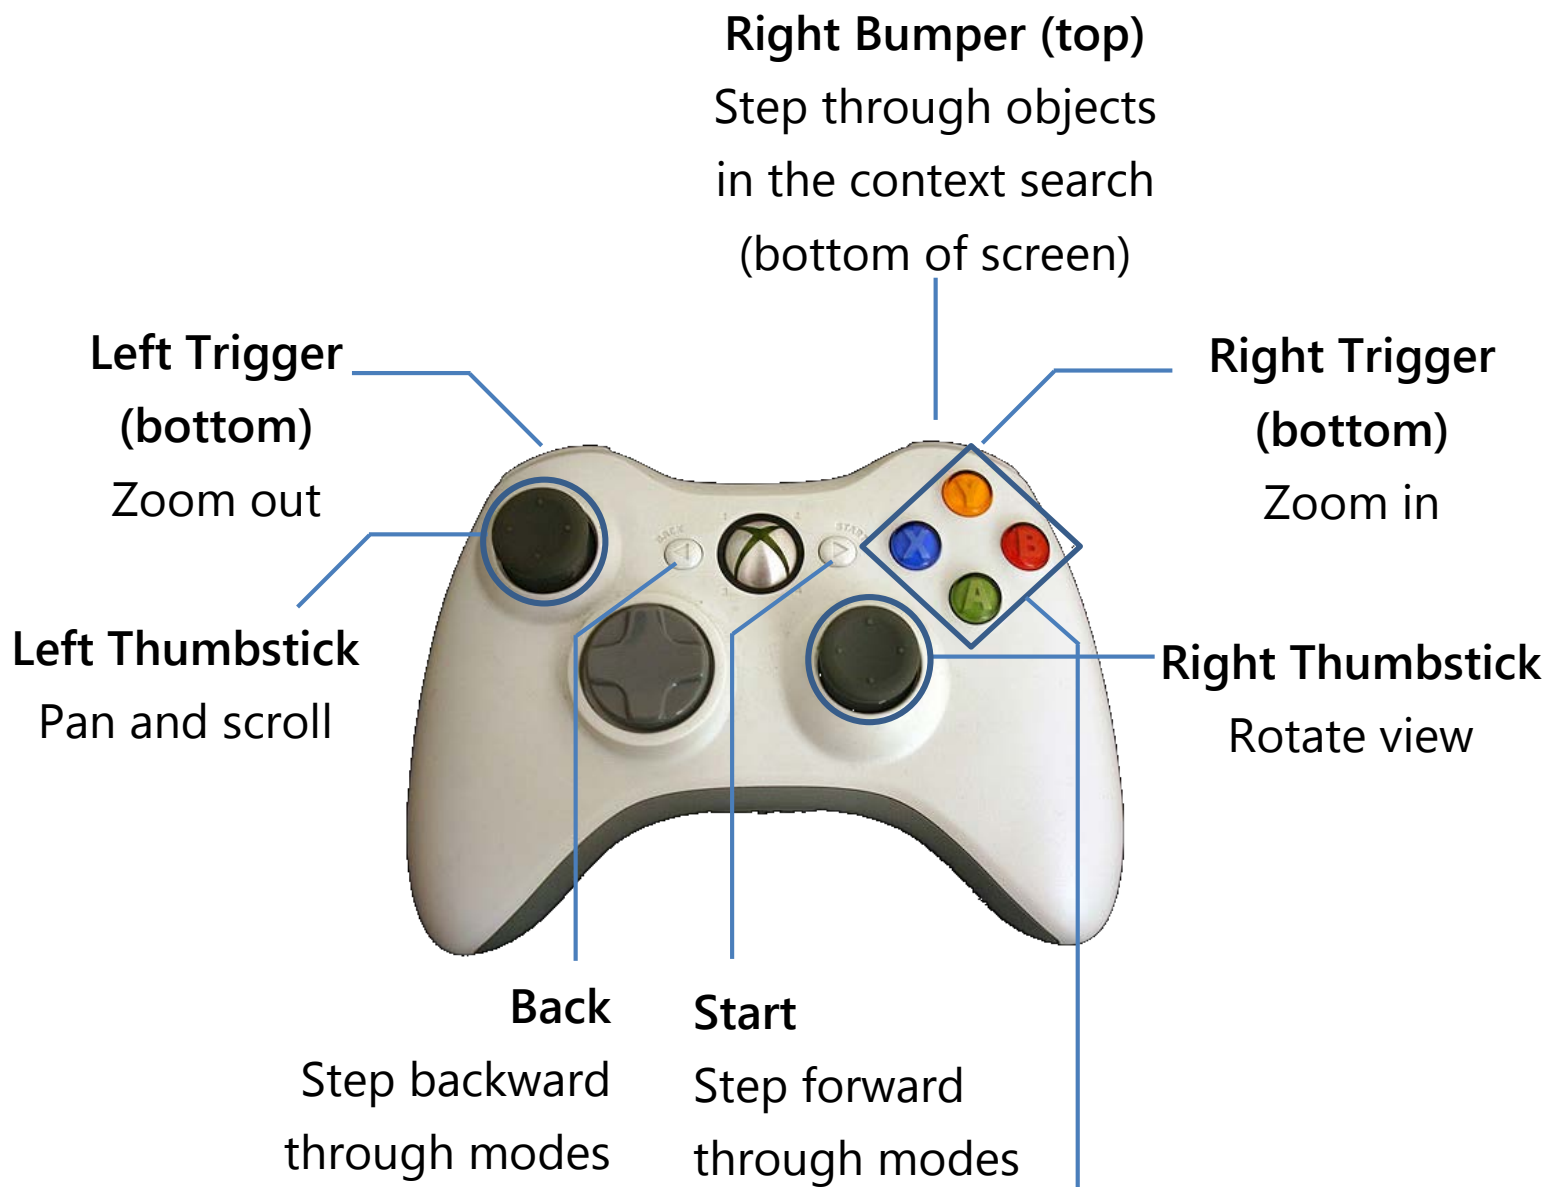 Right Bumper (top)
Step through objects
in the context search
(bottom of screen)
Left Trigger
(bottom)
Zoom out
Right Trigger
(bottom)
Zoom in
Left Thumbstick
Pan and scroll
BACK
START
Y
X
B
A
Right Thumbstick
Rotate view
Back
Step backward
through modes
Start
Step forward
through modes